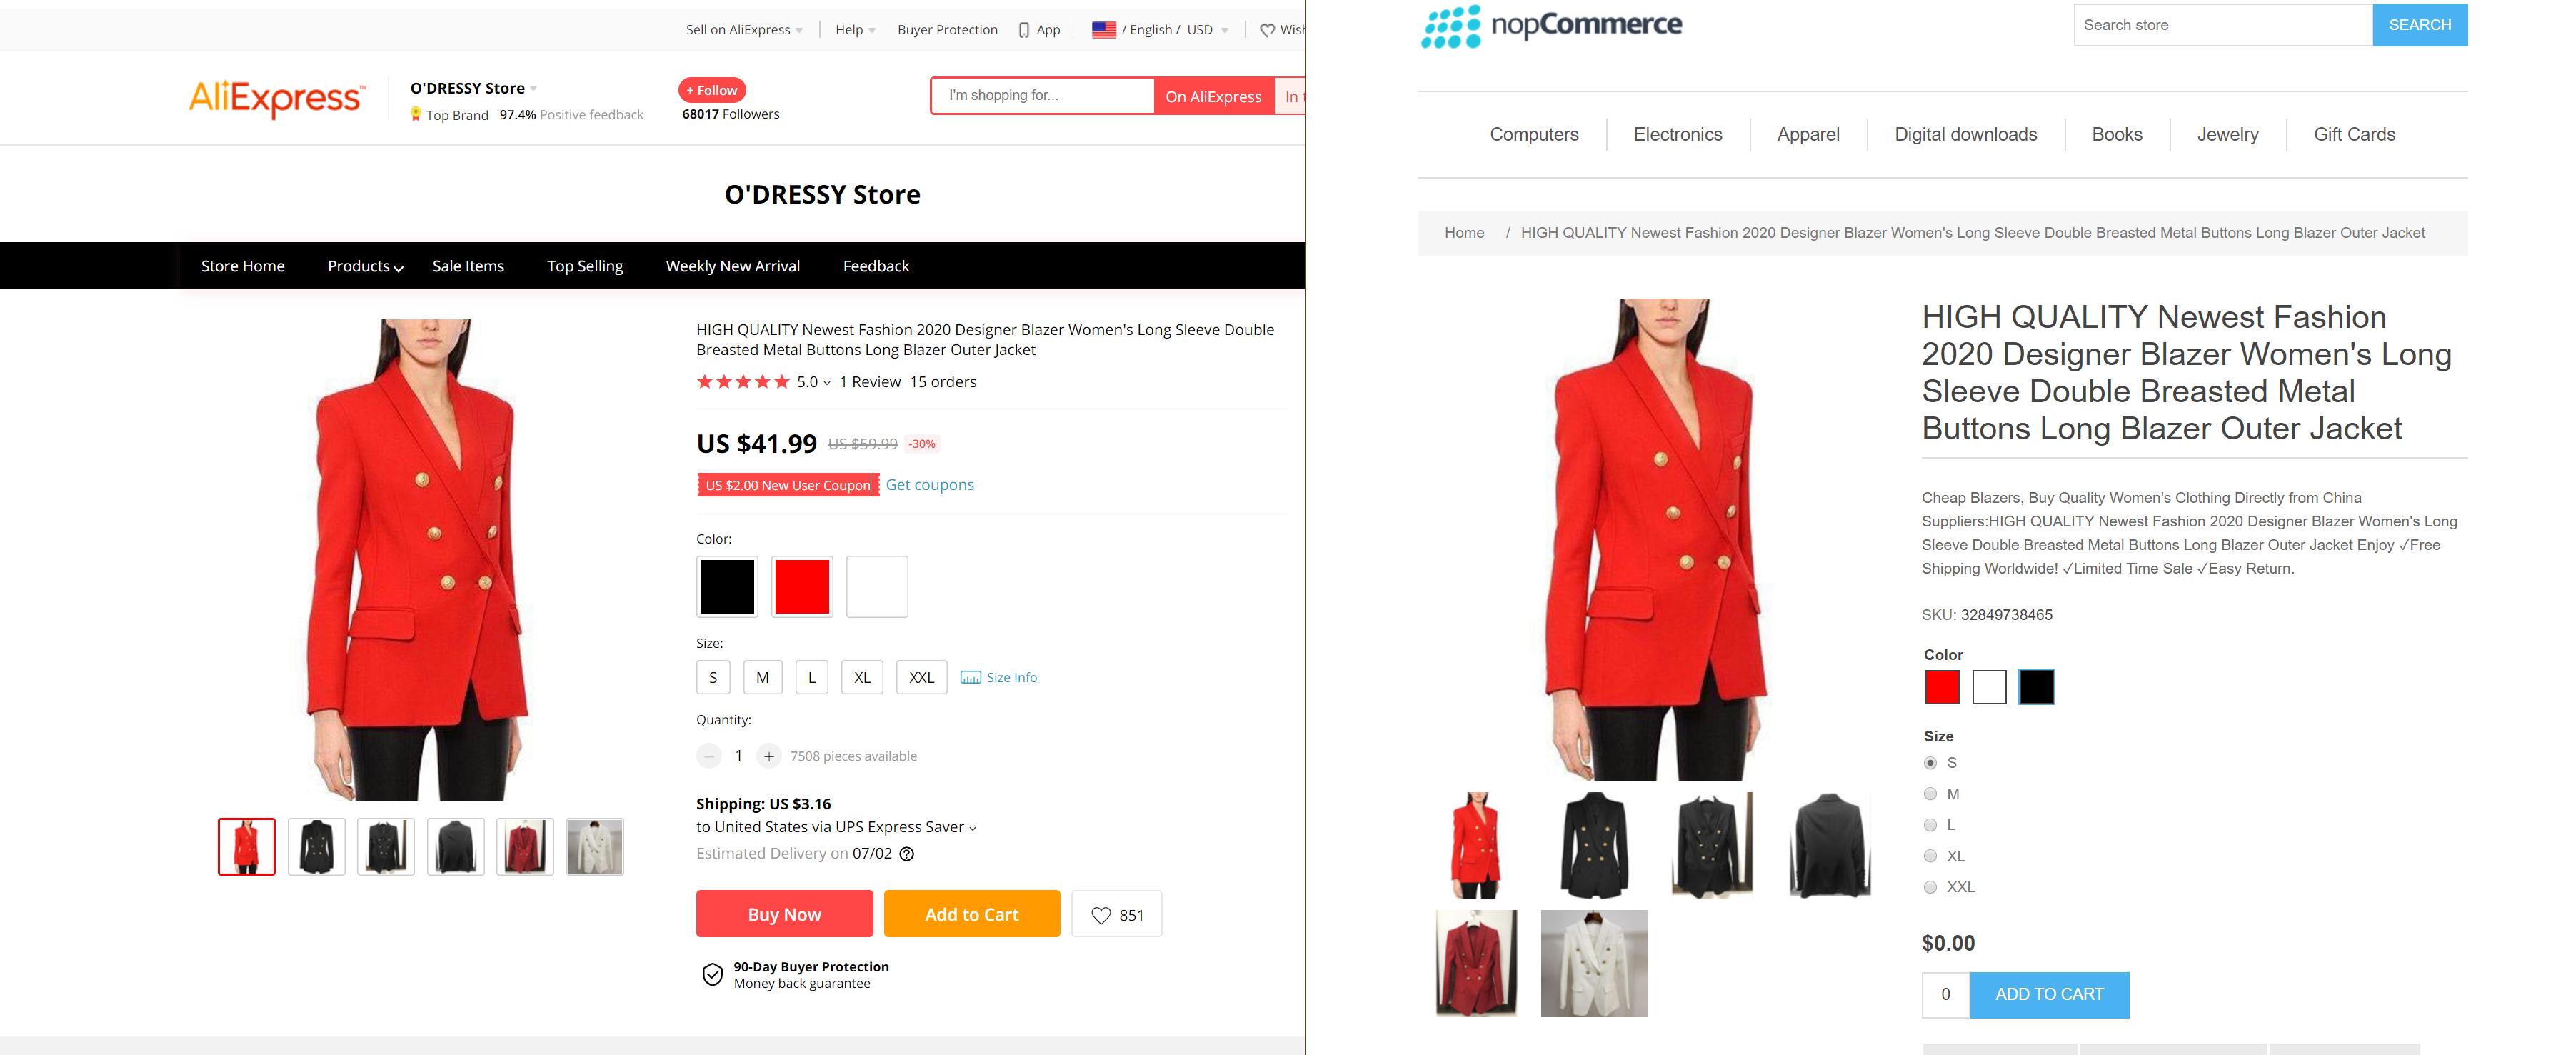 Sell on AliExpress
Help
Buyer Protection
App
/ English / USD
AliExpress™
O'DRESSY Store
Top Brand 97.4% Positive feedback
+ Follow
68017 Followers
I'm shopping for...
On AliExpress
In
O'DRESSY Store
Store Home
Products
Sale Items
Top Selling
Weekly New Arrival
Feedback
HIGH QUALITY Newest Fashion 2020 Designer Blazer Women's Long Sleeve Double
Breasted Metal Buttons Long Blazer Outer Jacket
5.0 1 Review 15 orders
US $41.99 US $59.99 -30%
US $2.00 New User Coupon Get coupons
Color:
Size:
S M L XL XXL Size Info
Quantity:
1 + 7508 pieces available
Shipping: US $3.16
to United States via UPS Express Saver
Estimated Delivery on 07/02
Buy Now
Add to Cart
851
90-Day Buyer Protection
Money back guarantee
nopCommerce
Search store
SEARCH
Computers
Electronics
Apparel
Digital downloads
Books
Jewelry
Gift Cards
Home / HIGH QUALITY Newest Fashion 2020 Designer Blazer Women's Long Sleeve Double Breasted Metal Buttons Long Blazer Outer Jacket
HIGH QUALITY Newest Fashion
2020 Designer Blazer Women's Long
Sleeve Double Breasted Metal
Buttons Long Blazer Outer Jacket
Cheap Blazers, Buy Quality Women's Clothing Directly from China
Suppliers:HIGH QUALITY Newest Fashion 2020 Designer Blazer Women's Long
Sleeve Double Breasted Metal Buttons Long Blazer Outer Jacket Enjoy ✓Free
Shipping Worldwide! ✓Limited Time Sale ✓Easy Return.
SKU: 32849738465
Color
Size
S
M
L
XL
XXL
$0.00
0
ADD TO CART